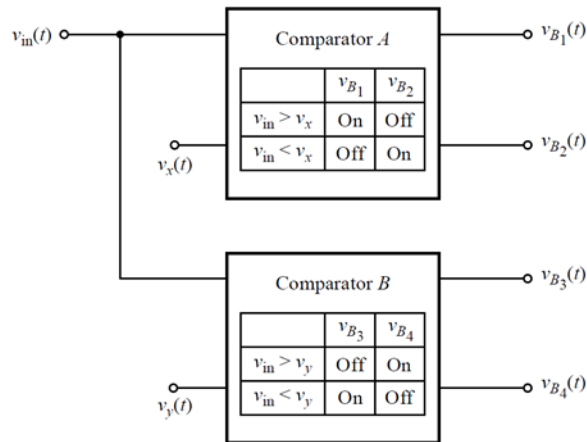 v_in(t)
Comparator A
v_B1 v_B2
v_in > v_x On Off
v_in < v_x Off On
v_x(t)
v_B1(t)
v_B2(t)
Comparator B
v_B3 v_B4
v_in > v_y Off On
v_in < v_y On Off
v_y(t)
v_B3(t)
v_B4(t)